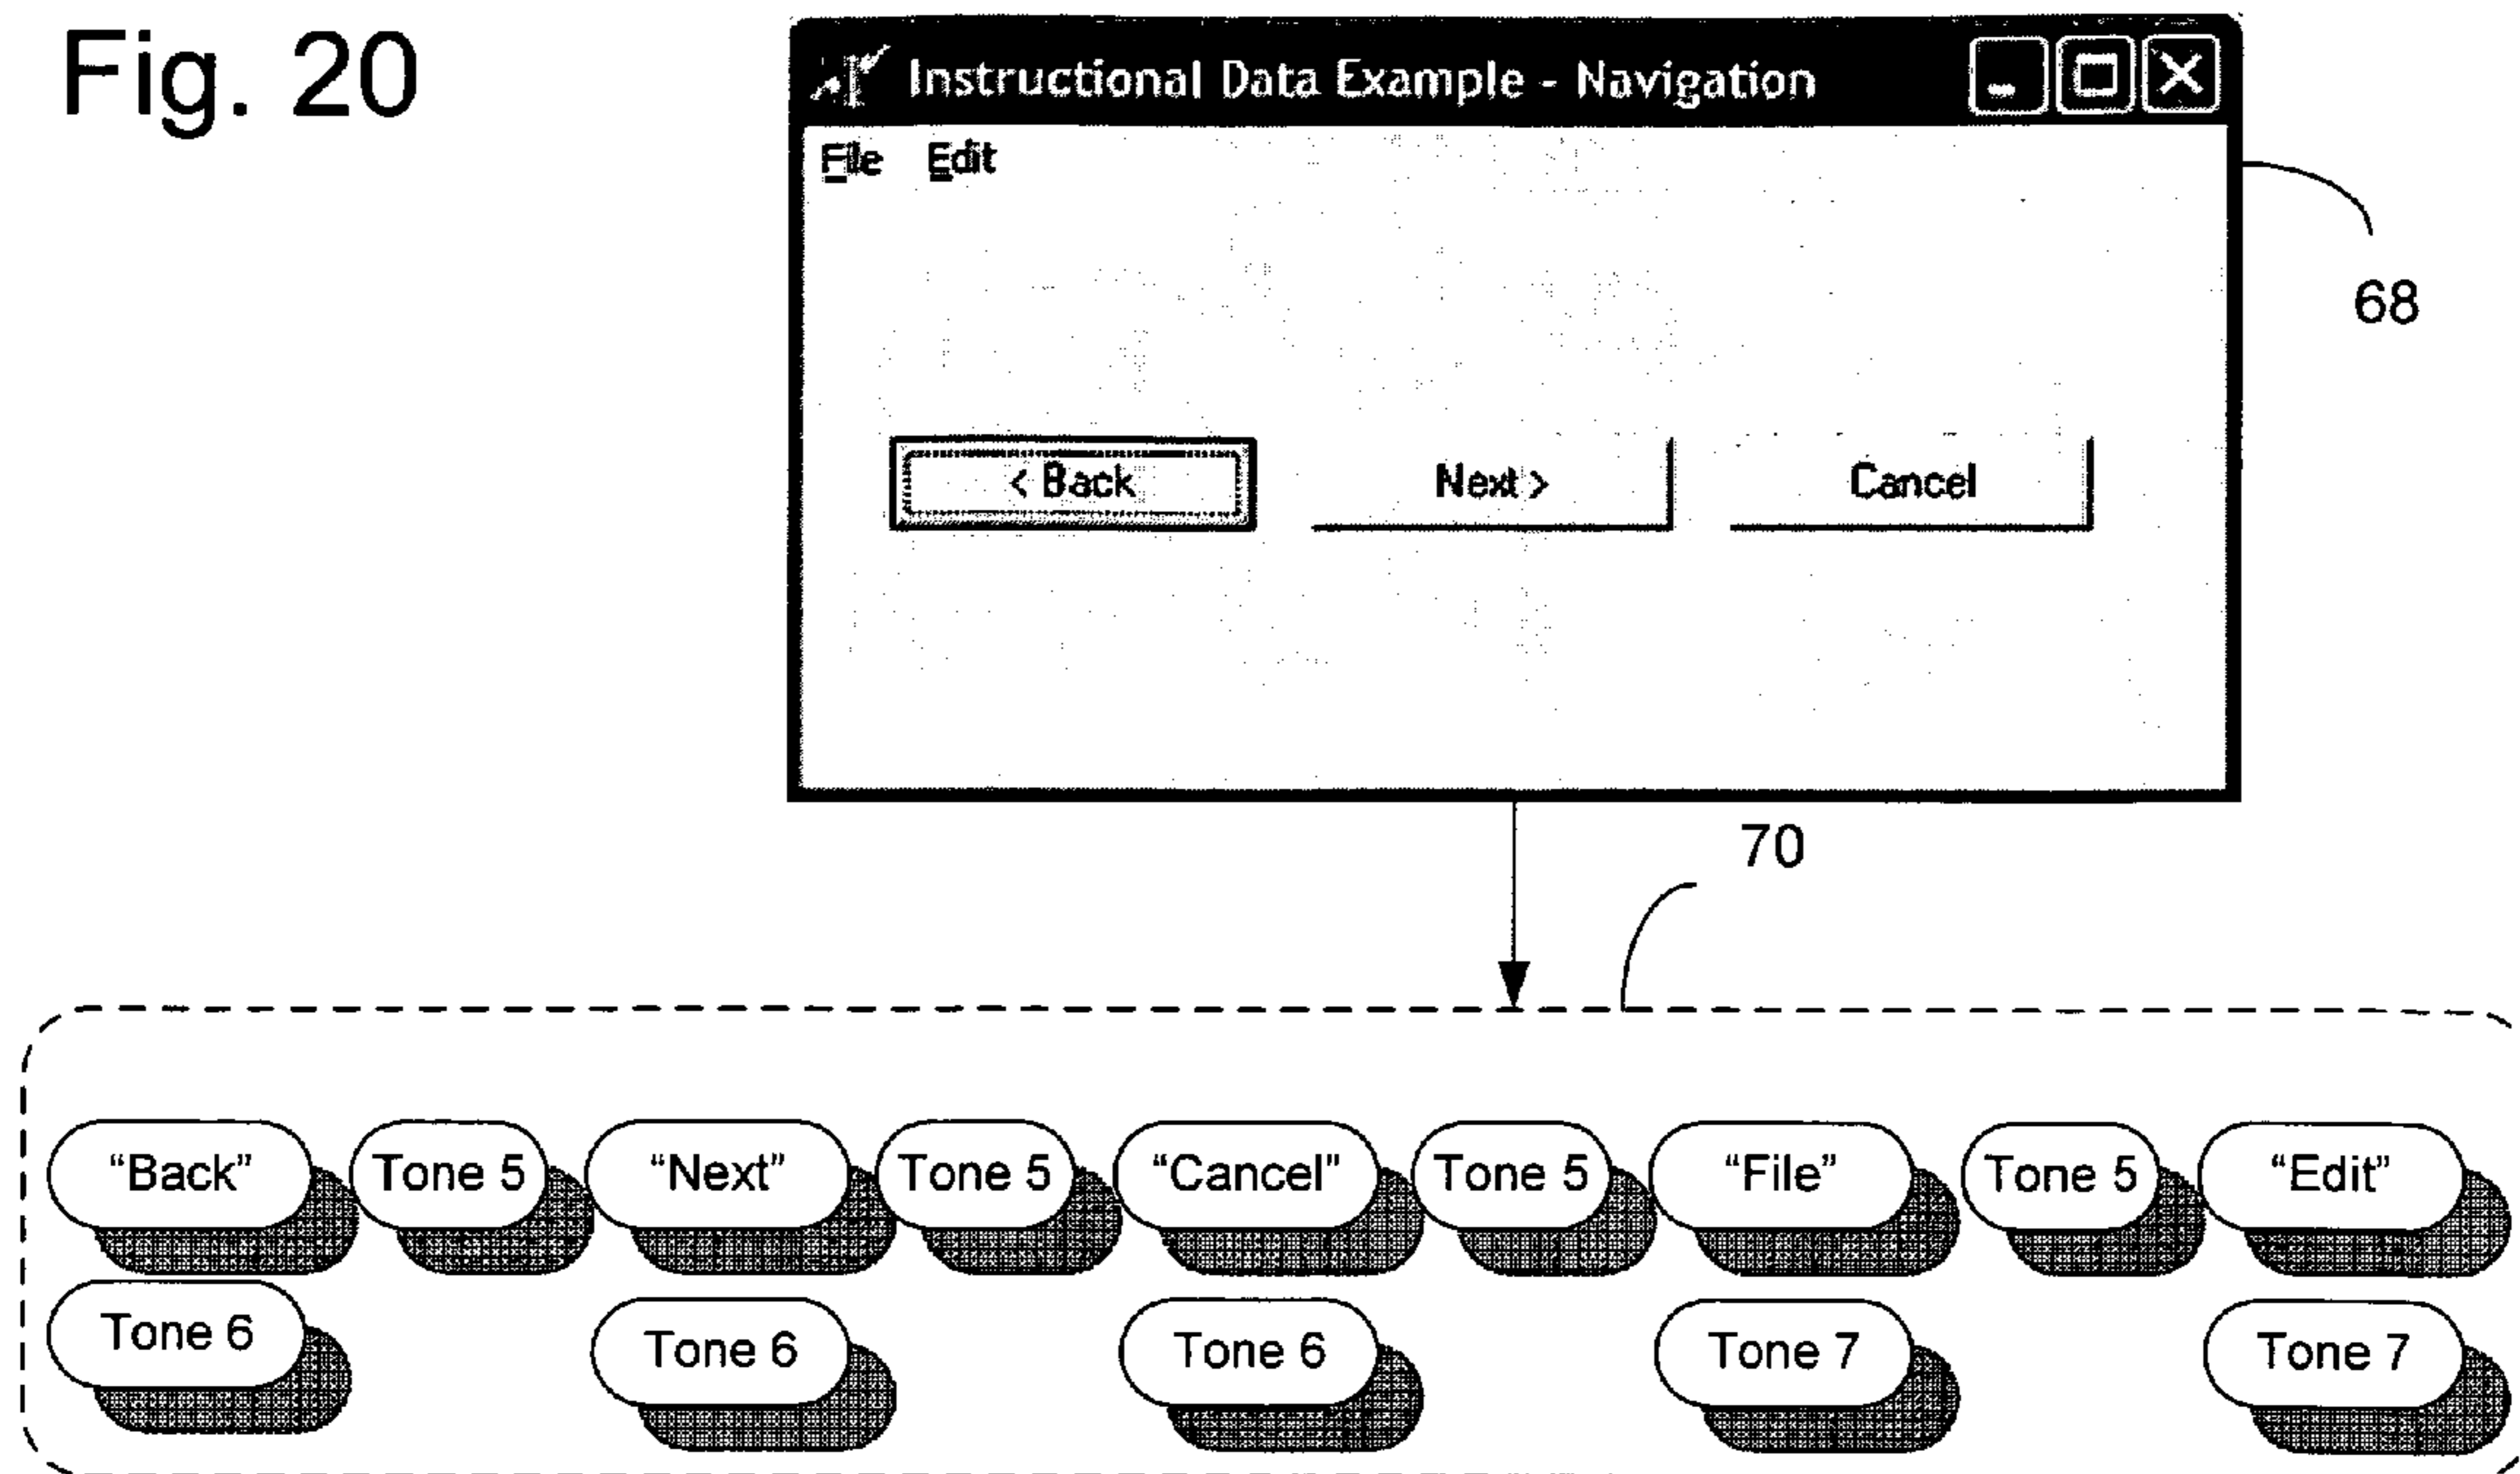 Fig. 20
Instructional Data Example - Navigation
File Edit
68
< Back Next > Cancel
70
“Back” Tone 5 “Next” Tone 5 “Cancel” Tone 5 “File” Tone 5 “Edit”
Tone 6 Tone 6 Tone 6 Tone 7 Tone 7